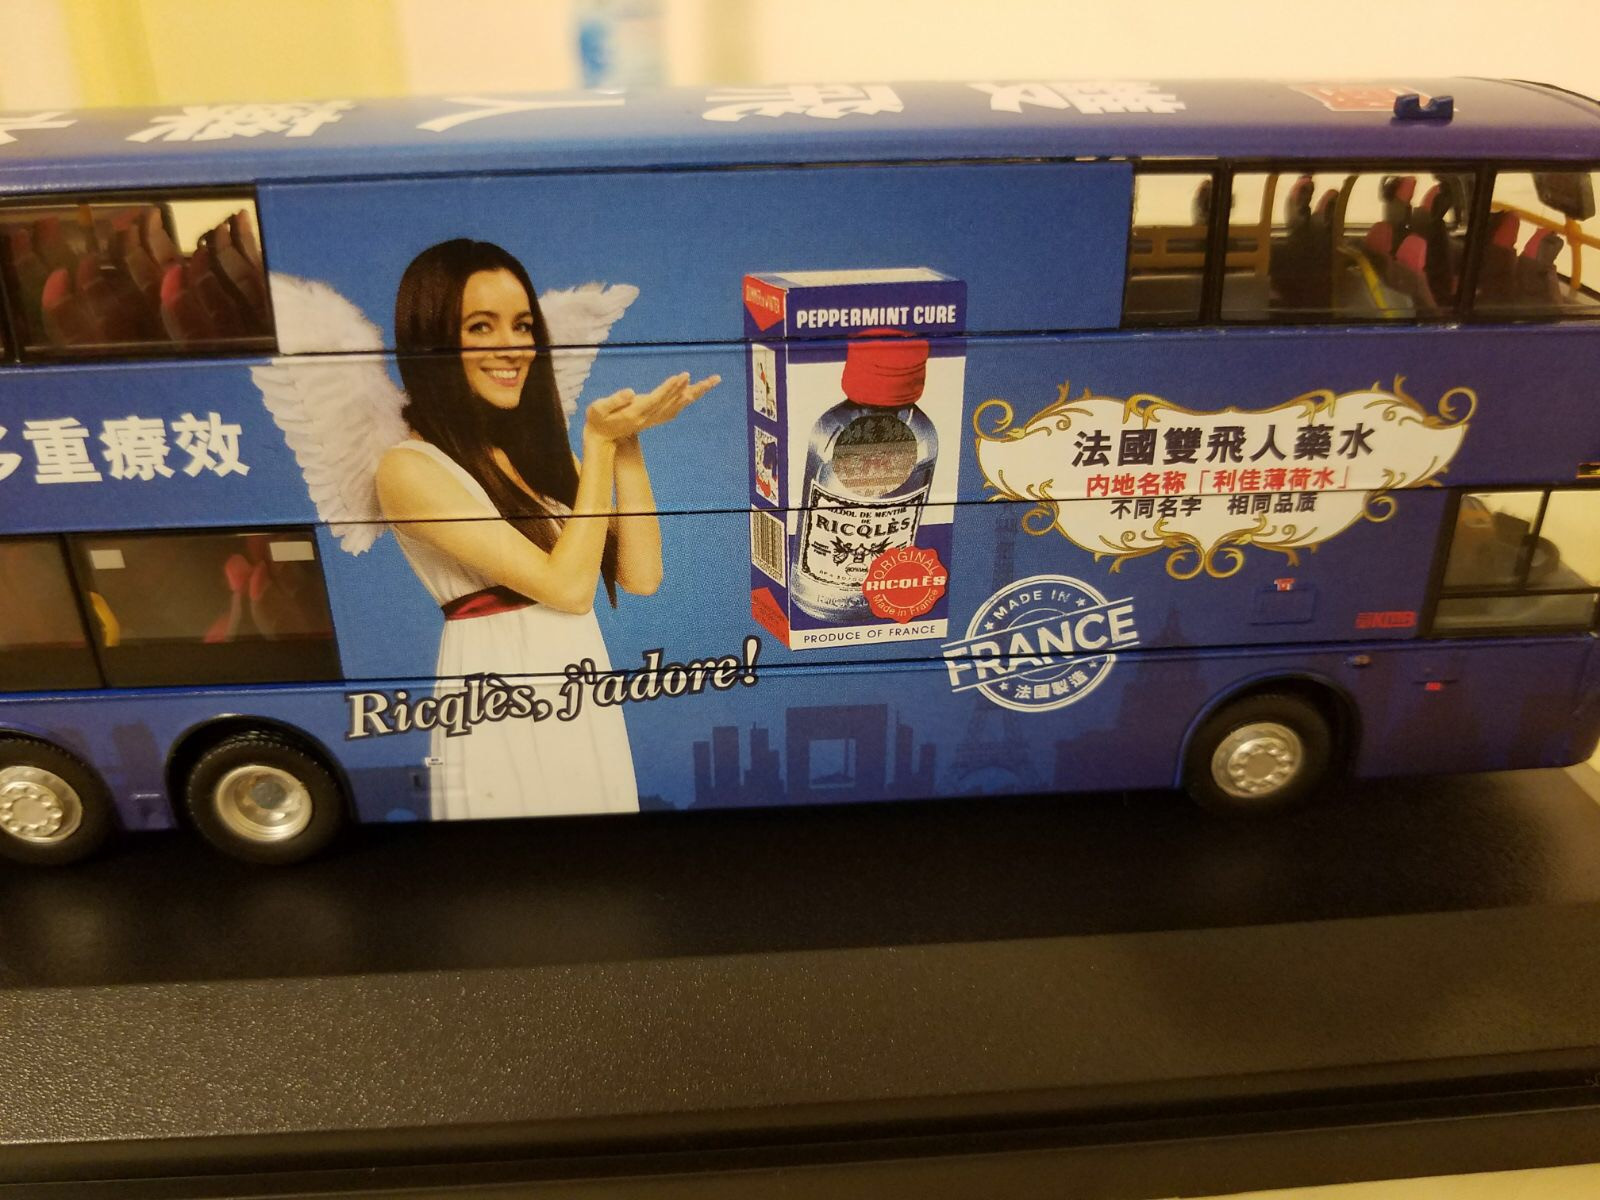 多重療效
Ricqlès, j'adore!
PEPPERMINT CURE
RICQLÈS
ORIGINAL
RICQLÈS
Made in France
PRODUCE OF FRANCE
法國雙飛人藥水
内地名称「利佳薄荷水」
不同名字 相同品质
MADE IN
FRANCE
法國製造